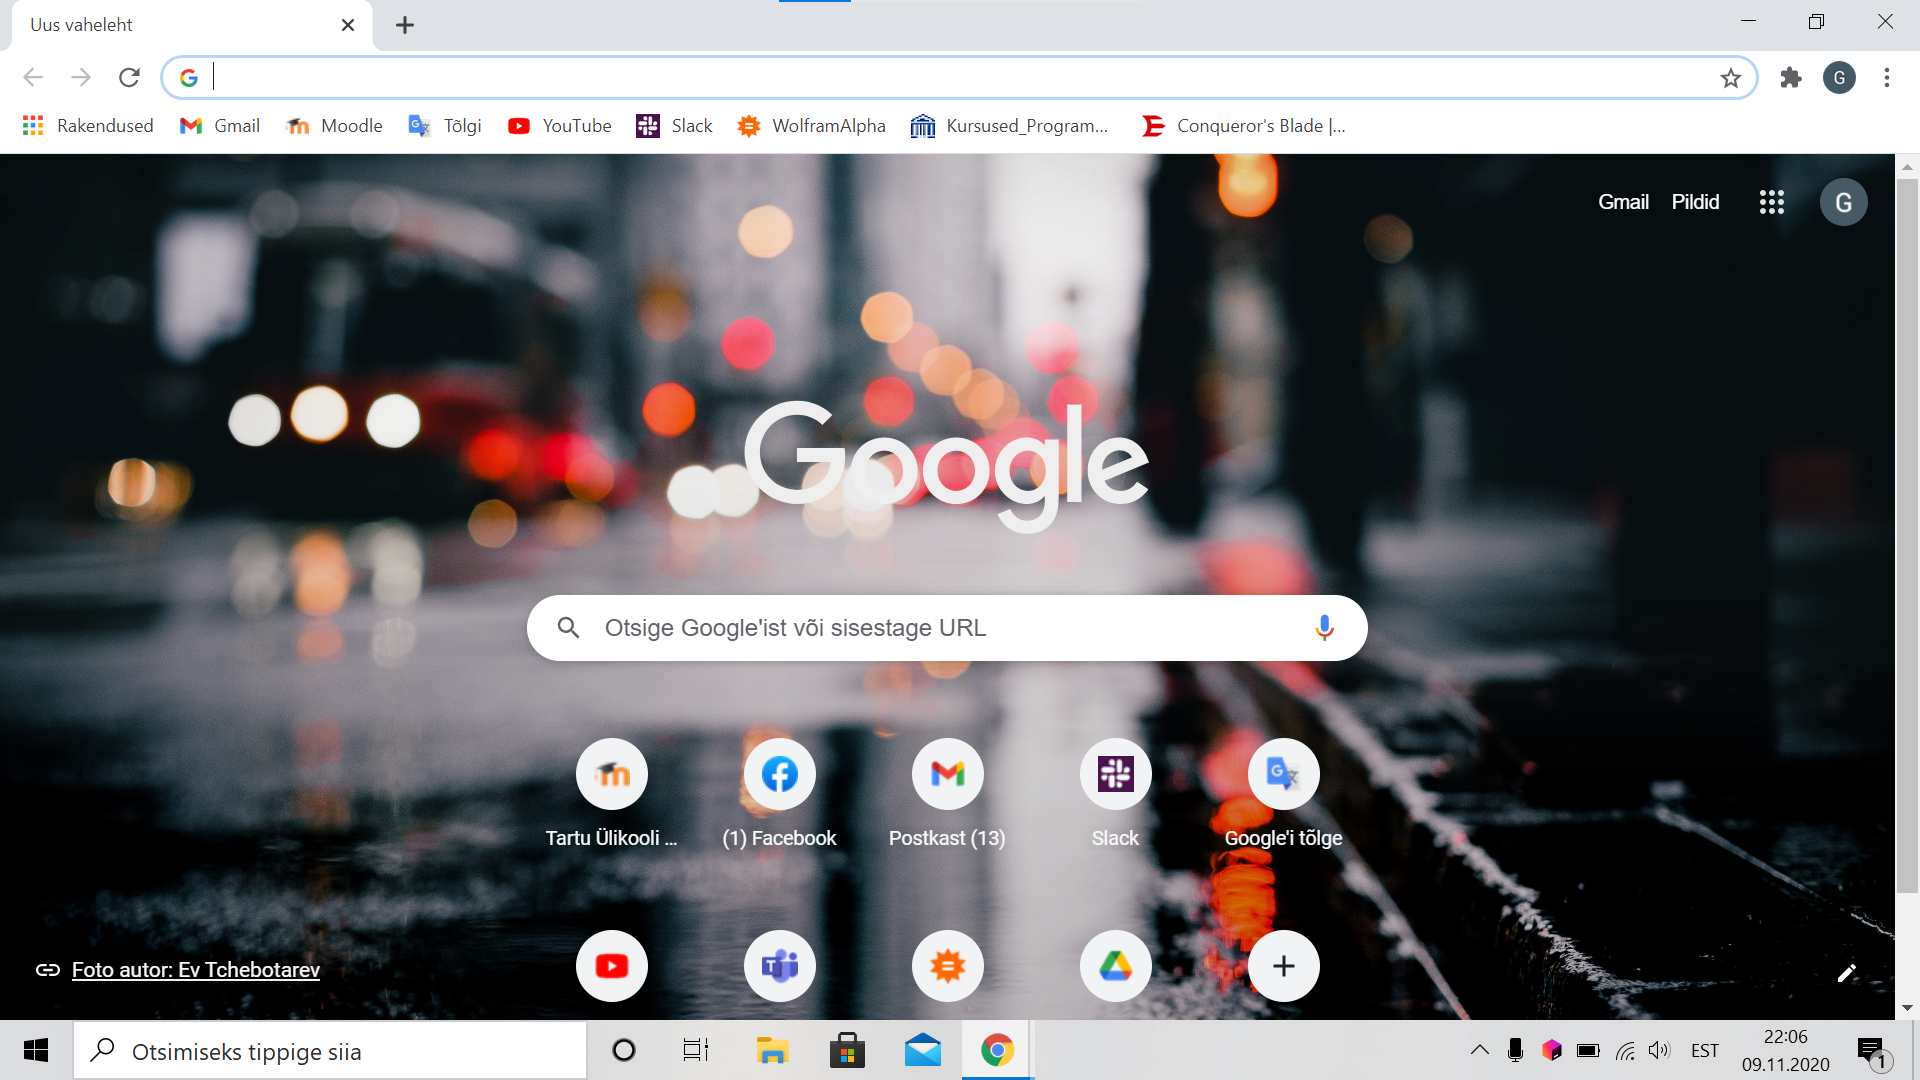 Uus vaheleht
Rakendused Gmail Moodle Tõlgi YouTube Slack WolframAlpha Kursused_Program... Conqueror's Blade |...
Gmail Pildid G
Google
Otsige Google'ist või sisestage URL
Tartu Ülikooli ... (1) Facebook Postkast (13) Slack Google'i tõlge
Foto autor: Ev Tchebotarev
Otsimiseks tippige siia
EST
22:06
09.11.2020
1